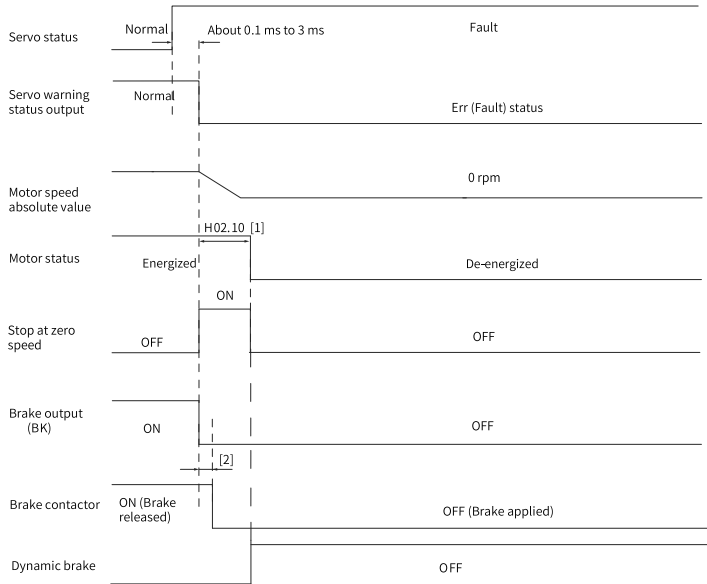 Servo status
Normal
About 0.1 ms to 3 ms
Fault
Servo warning
status output
Normal
Err (Fault) status
Motor speed
absolute value
0 rpm
H02.10 [1]
Motor status
Energized
De-energized
ON
Stop at zero
speed
OFF
OFF
Brake output
(BK)
ON
OFF
[2]
Brake contactor
ON (Brake
released)
OFF (Brake applied)
Dynamic brake
OFF